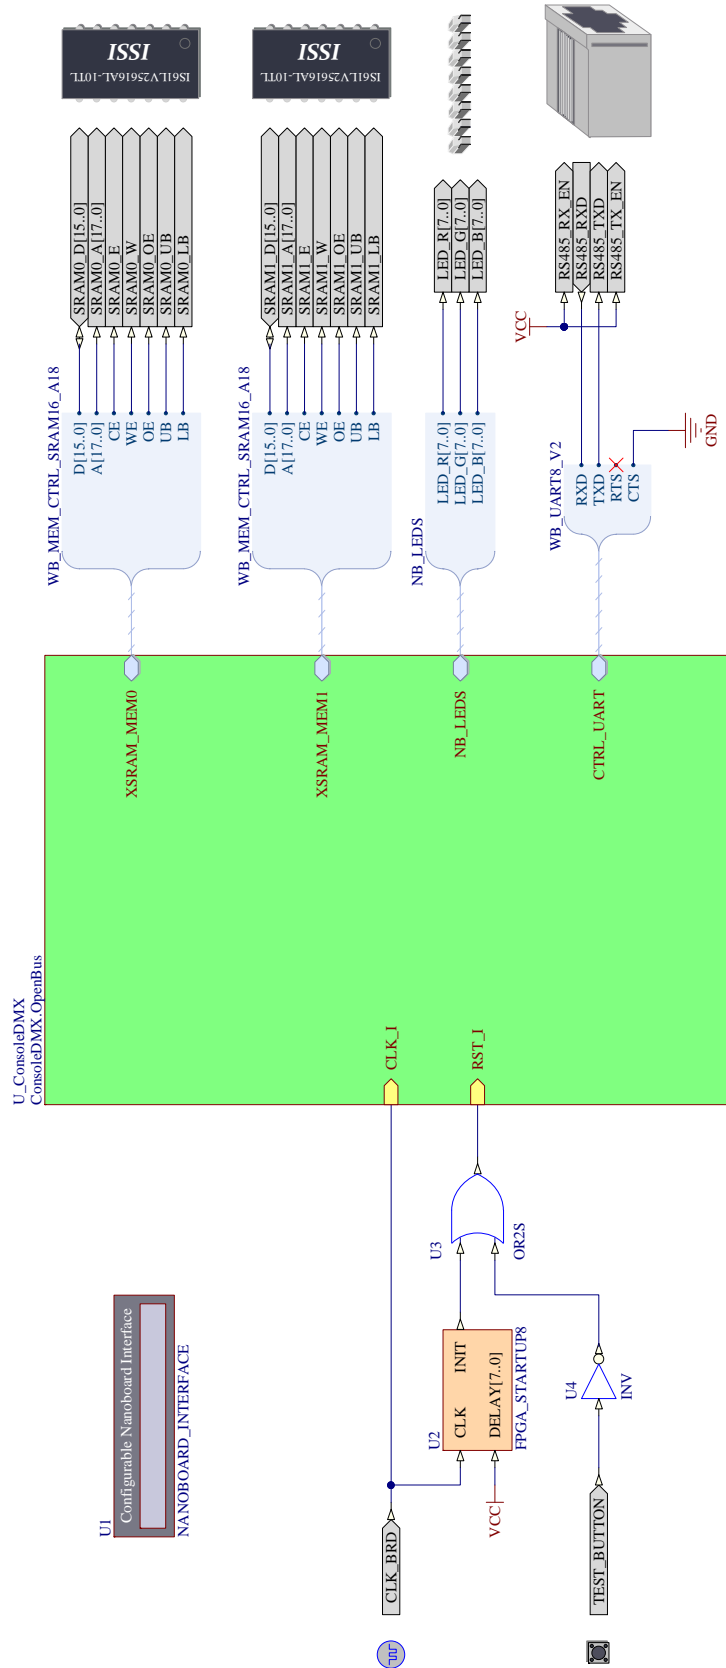 U1
Configurable Nanoboard Interface
NANOBOARD_INTERFACE
CLK_BRD
VCC
TEST_BUTTON
U2
CLK
INIT
DELAY[7..0]
FPGA_STARTUP8
U4
INV
U3
OR2S
U_ConsoleDMX
ConsoleDMX.OpenBus
CLK_I
RST_I
XSRAM_MEM0
XSRAM_MEM1
NB_LEDS
CTRL_UART
WB_MEM_CTRL_SRAM16_A18
D[15..0]
A[17..0]
CE
WE
OE
UB
LB
SRAM0_D[15..0]
SRAM0_A[17..0]
SRAM0_E
SRAM0_W
SRAM0_OE
SRAM0_UB
SRAM0_LB
ISSI
IS61LV25616AL-10TL
WB_MEM_CTRL_SRAM16_A18
D[15..0]
A[17..0]
CE
WE
OE
UB
LB
SRAM1_D[15..0]
SRAM1_A[17..0]
SRAM1_E
SRAM1_W
SRAM1_OE
SRAM1_UB
SRAM1_LB
ISSI
IS61LV25616AL-10TL
NB_LEDS
LED_R[7..0]
LED_G[7..0]
LED_B[7..0]
LED_R[7..0]
LED_G[7..0]
LED_B[7..0]
WB_UART8_V2
RXD
TXD
RTS
CTS
VCC
GND
RS485_RX_EN
RS485_RXD
RS485_TXD
RS485_TX_EN